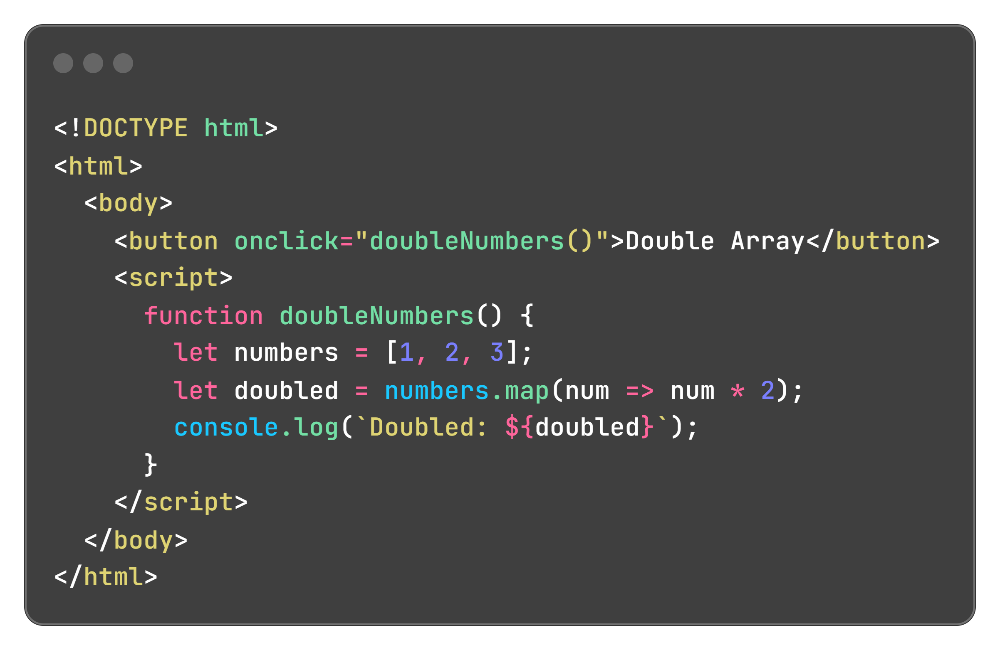 <!DOCTYPE html>
<html>
  <body>
    <button onclick="doubleNumbers()">Double Array</button>
    <script>
      function doubleNumbers() {
        let numbers = [1, 2, 3];
        let doubled = numbers.map(num => num * 2);
        console.log(`Doubled: ${doubled}`);
      }
    </script>
  </body>
</html>